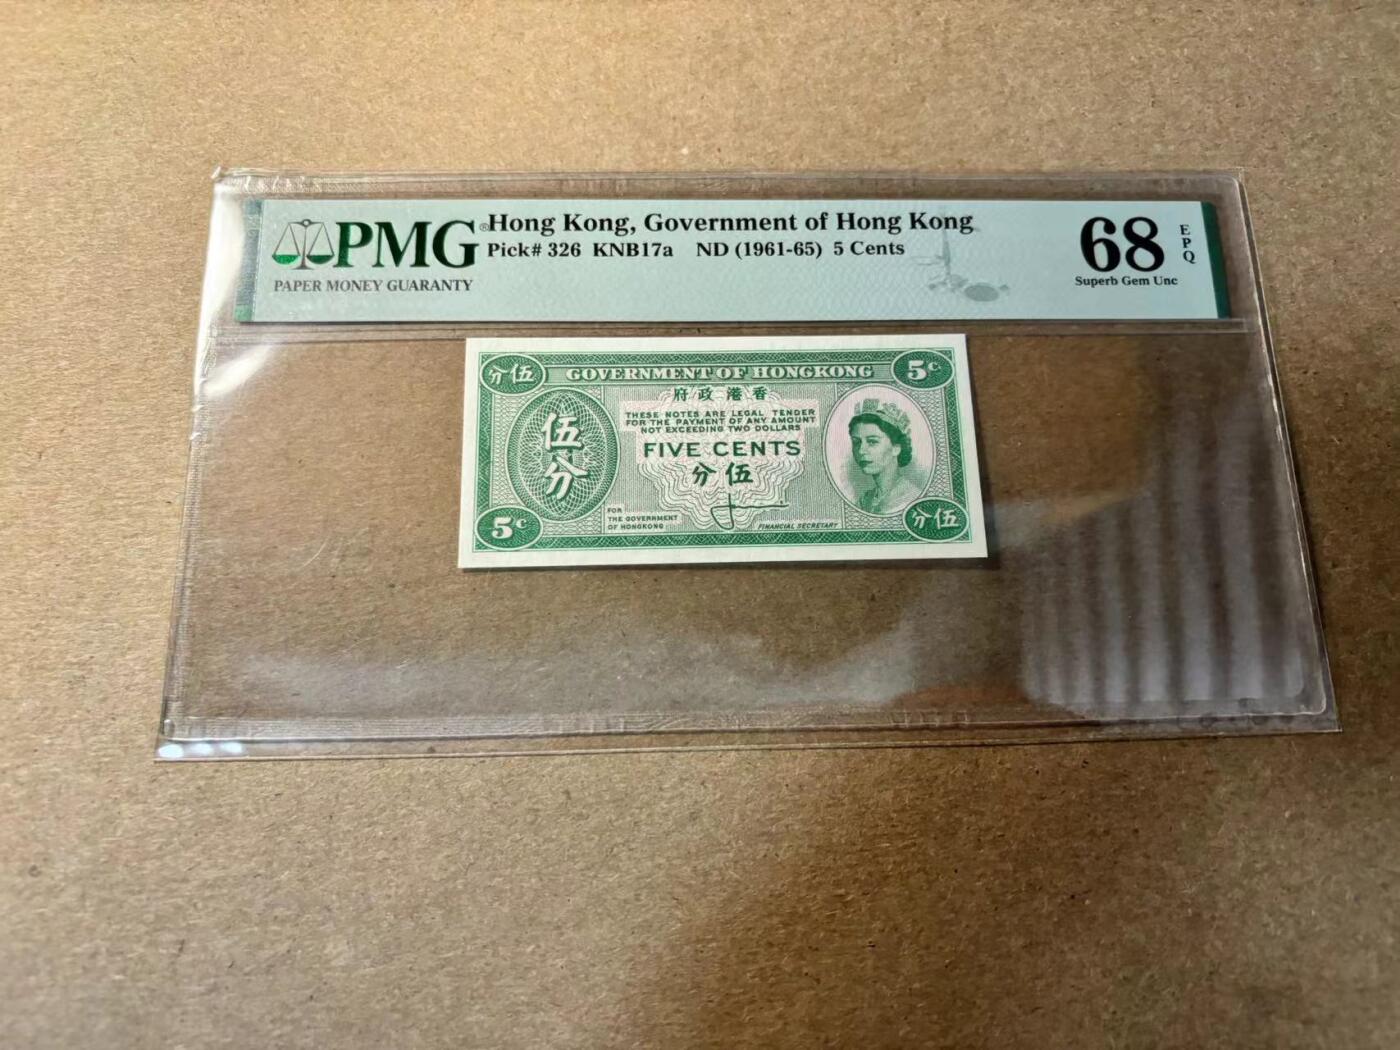 PMG®
PAPER MONEY GUARANTY
Hong Kong, Government of Hong Kong
Pick# 326 KNB17a ND (1961-65) 5 Cents
68 EPQ
Superb Gem Unc
分伍 GOVERNMENT OF HONGKONG 5c.
府政港香
THESE NOTES ARE LEGAL TENDER
FOR THE PAYMENT OF ANY AMOUNT
NOT EXCEEDING TWO DOLLARS
伍分
FIVE CENTS
分伍
FOR
THE GOVERNMENT
OF HONGKONG
FINANCIAL SECRETARY
5c
分伍